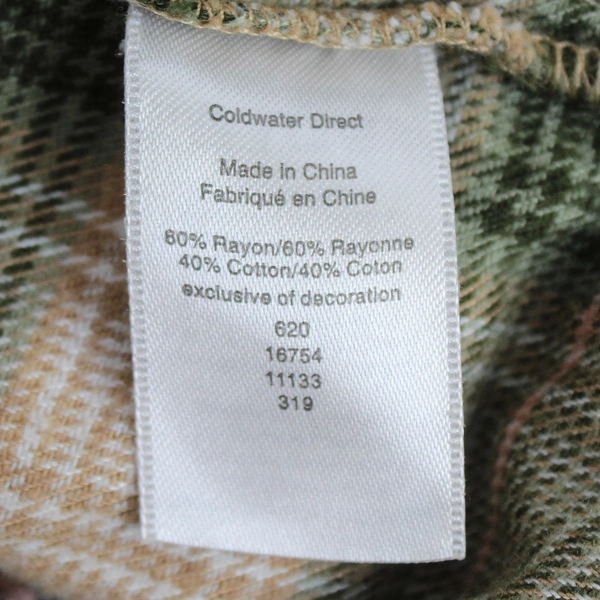 Coldwater Direct
Made in China
Fabriqué en Chine
60% Rayon/60% Rayonne
40% Cotton/40% Coton
exclusive of decoration
620
16754
11133
319